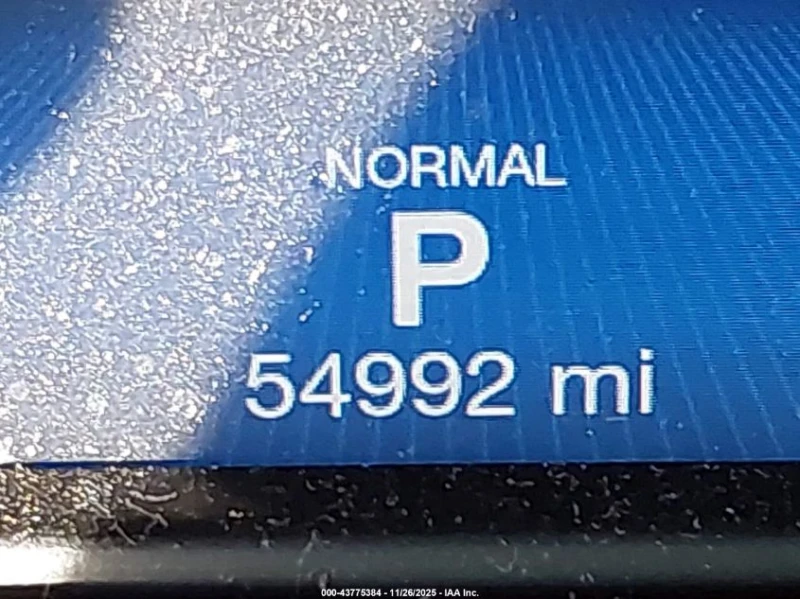 NORMAL
P
54992 mi
000-43775384 - 11/26/2025 - IAA Inc.